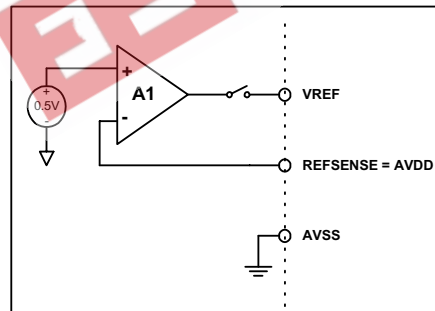 +
A1
-
+
0.5V
-
VREF
REFSENSE = AVDD
AVSS